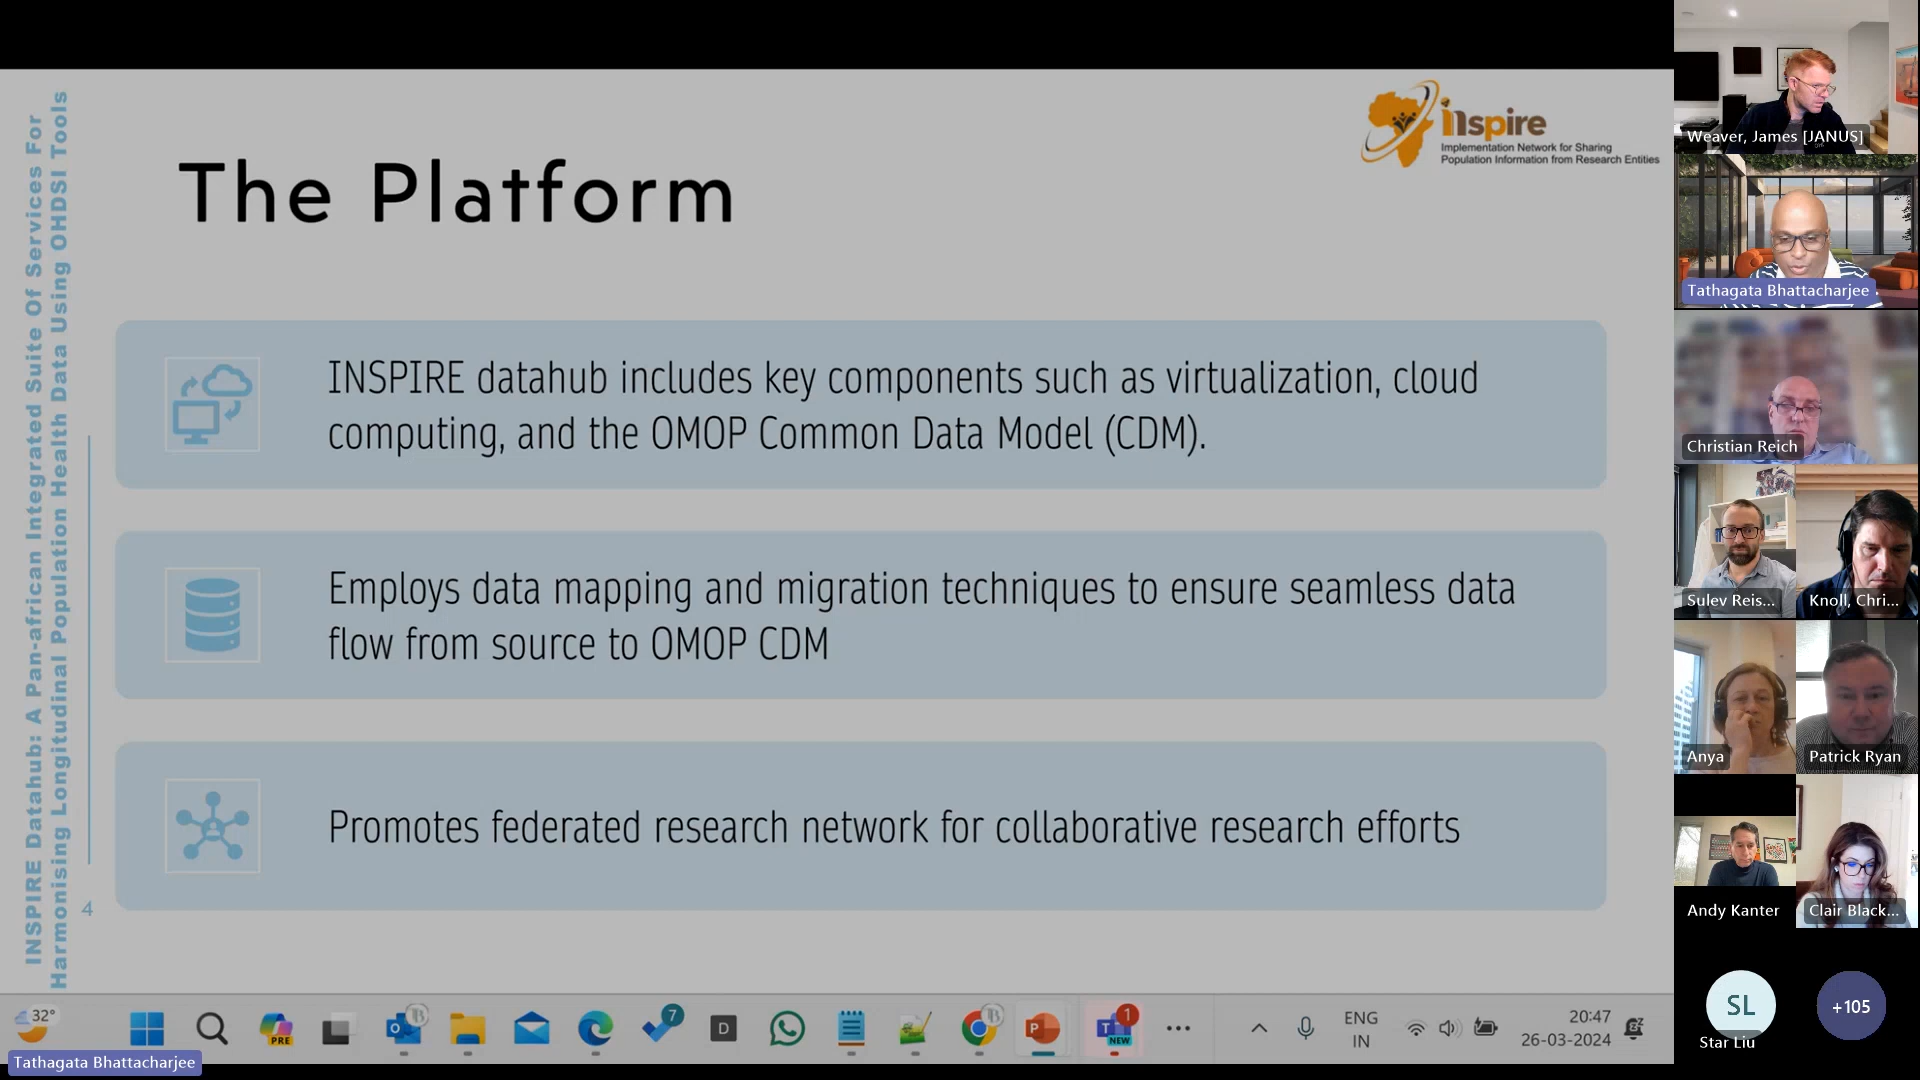 INSPIRE Datahub: A Pan-african Integrated Suite Of Services For
Harmonising Longitudinal Population Health Data Using OHDSI Tools
4
The Platform
inspire
Implementation Network for Sharing
Population Information from Research Entities
INSPIRE datahub includes key components such as virtualization, cloud
computing, and the OMOP Common Data Model (CDM).
Employs data mapping and migration techniques to ensure seamless data
flow from source to OMOP CDM
Promotes federated research network for collaborative research efforts
32°
PRE
7
D
1
NEW
ENG
IN
20:47
26-03-2024
Tathagata Bhattacharjee
Weaver, James [JANUS]
Tathagata Bhattacharjee
Christian Reich
Sulev Reis...
Knoll, Chri...
Anya
Patrick Ryan
Andy Kanter
Clair Black...
SL
Star Liu
+105